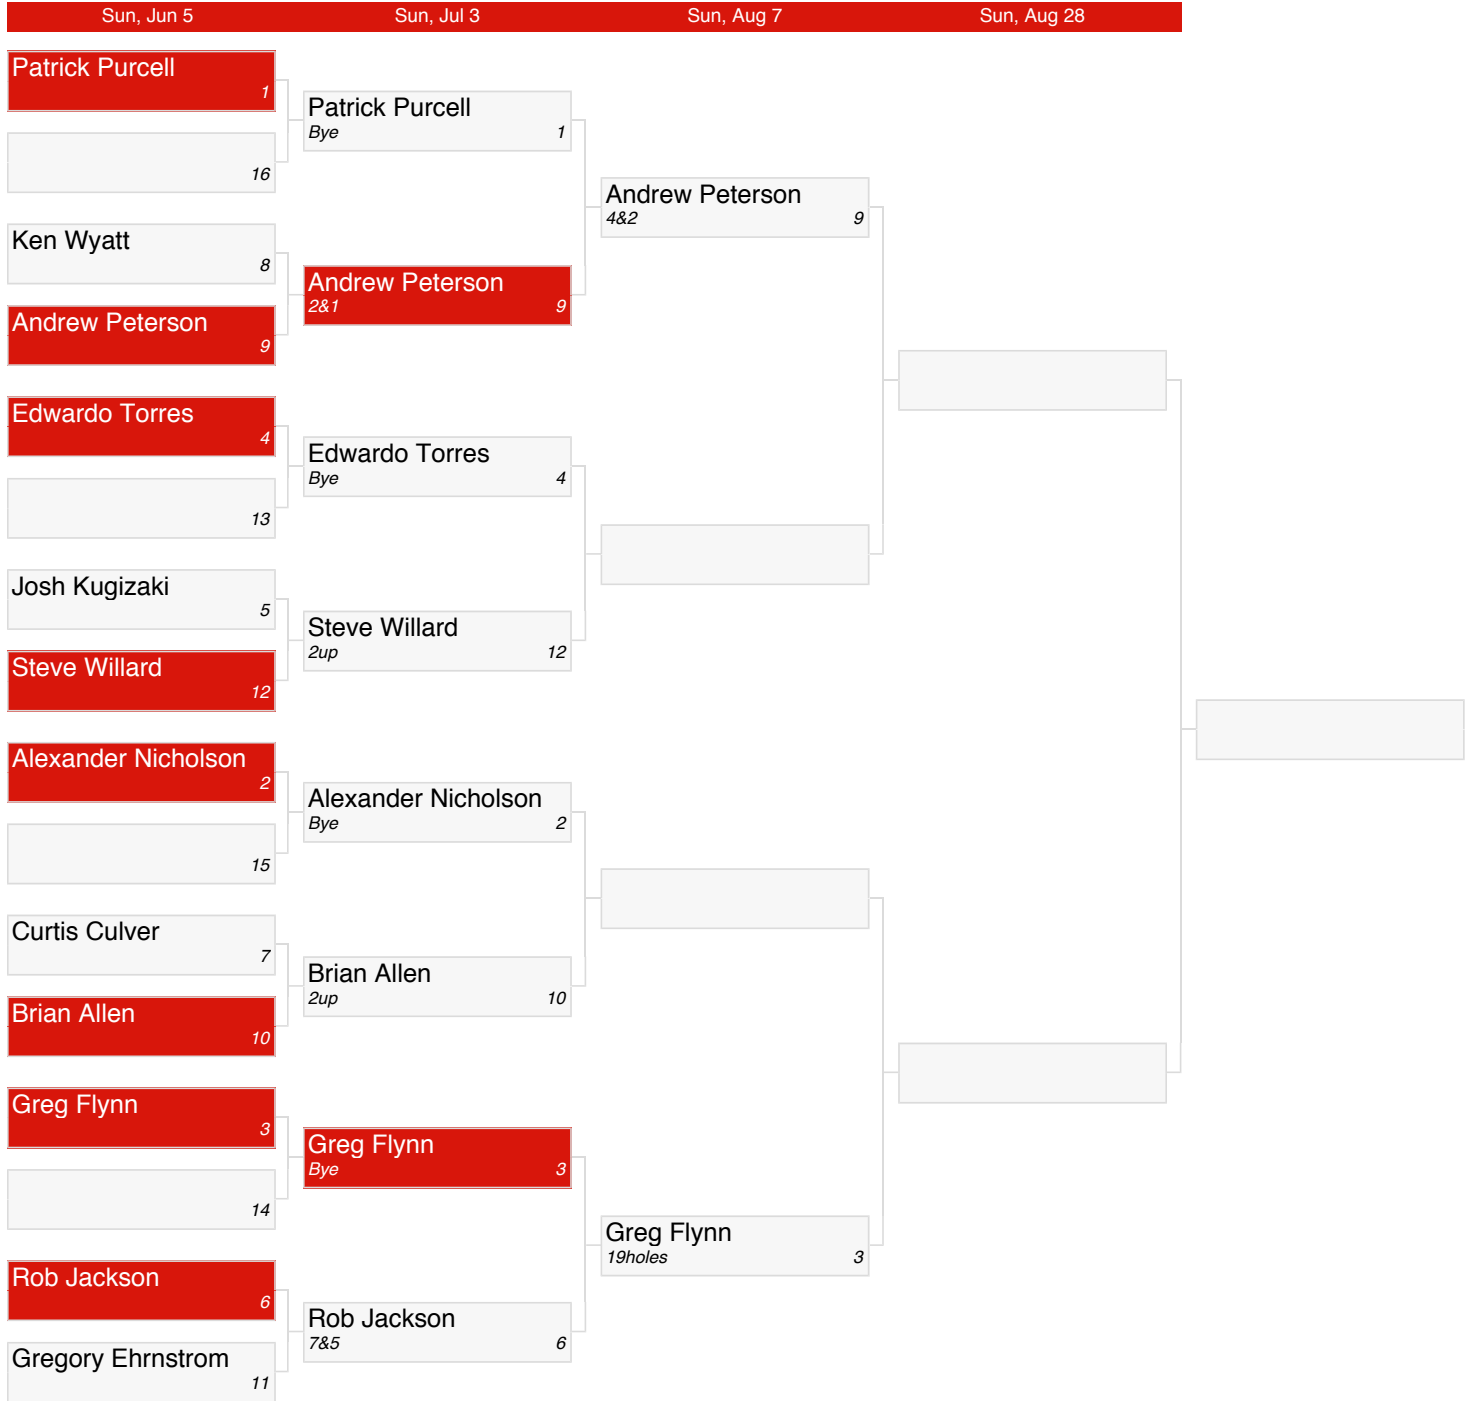 Sun, Jun 5
Sun, Jul 3
Sun, Aug 7
Sun, Aug 28
Patrick Purcell
1
16
Ken Wyatt
8
Andrew Peterson
9
Edwardo Torres
4
13
Josh Kugizaki
5
Steve Willard
12
Alexander Nicholson
2
15
Curtis Culver
7
Brian Allen
10
Greg Flynn
3
14
Rob Jackson
6
Gregory Ehrnstrom
11
Patrick Purcell
Bye 1
Andrew Peterson
2&1 9
Edwardo Torres
Bye 4
Steve Willard
2up 12
Alexander Nicholson
Bye 2
Brian Allen
2up 10
Greg Flynn
Bye 3
Rob Jackson
7&5 6
Andrew Peterson
4&2 9
Greg Flynn
19holes 3